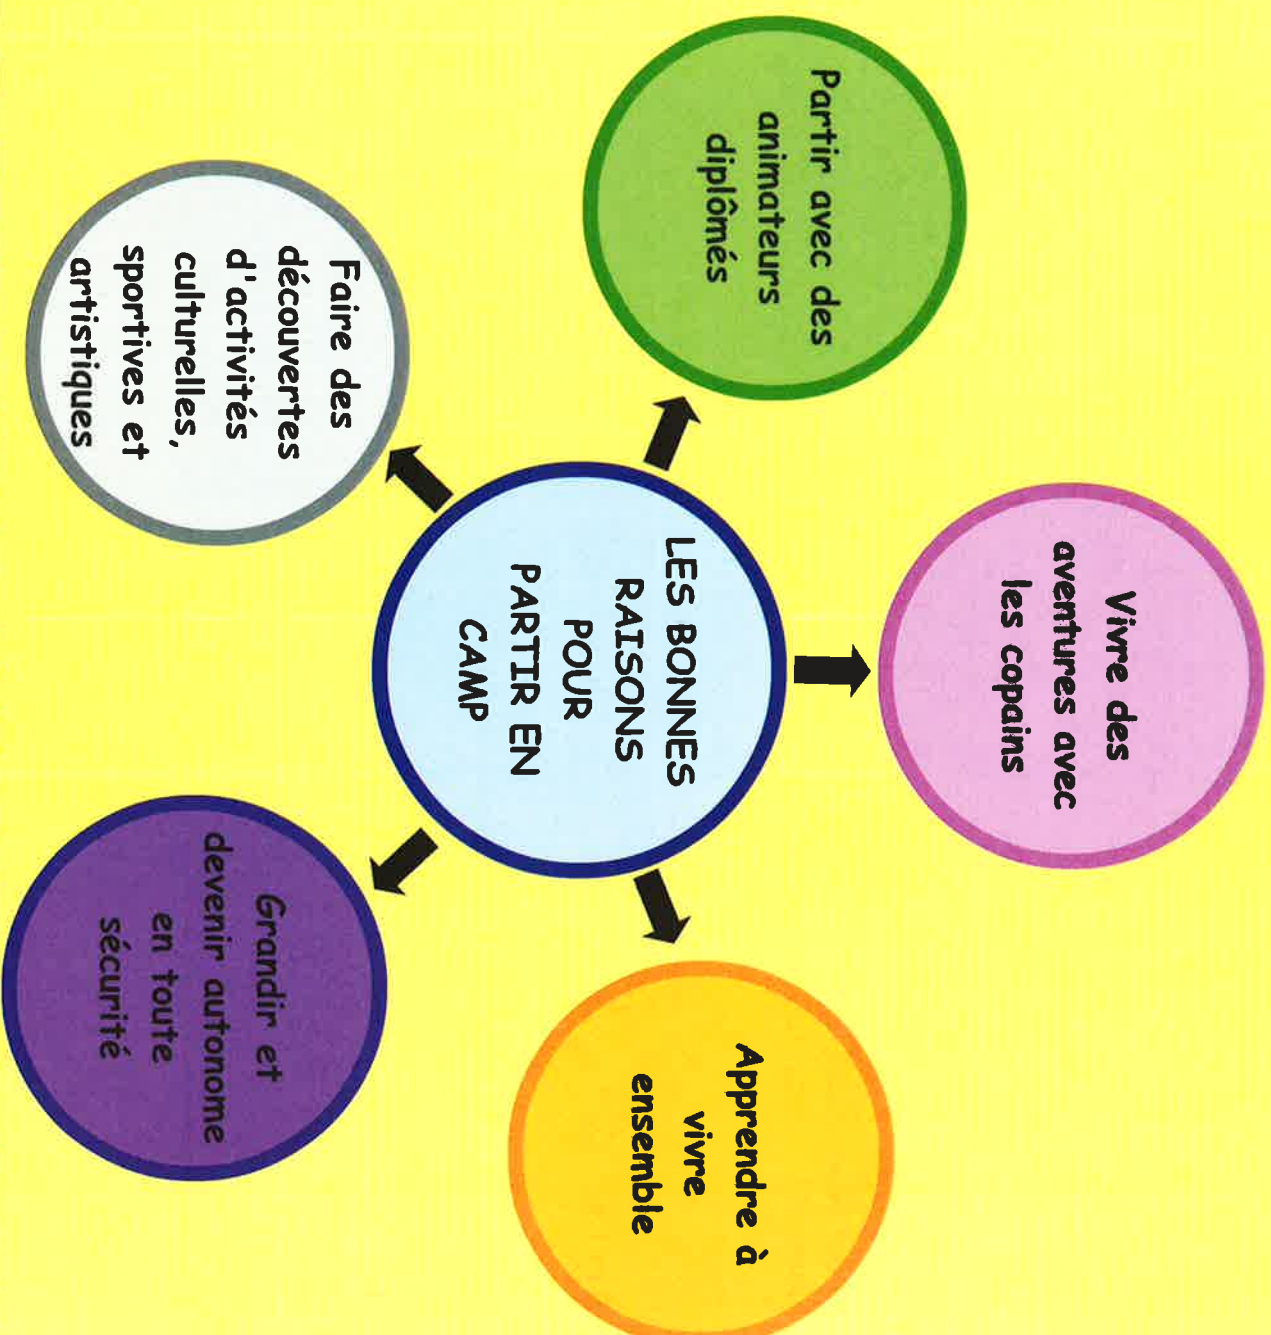 Vivre des
aventures avec
les copains
Partir avec des
animateurs
diplômés
Apprendre à
vivre
ensemble
LES BONNES
RAISONS
POUR
PARTIR EN
CAMP
Faire des
découvertes
d'activités
culturelles,
sportives et
artistiques
Grandir et
devenir autonome
en toute
sécurité